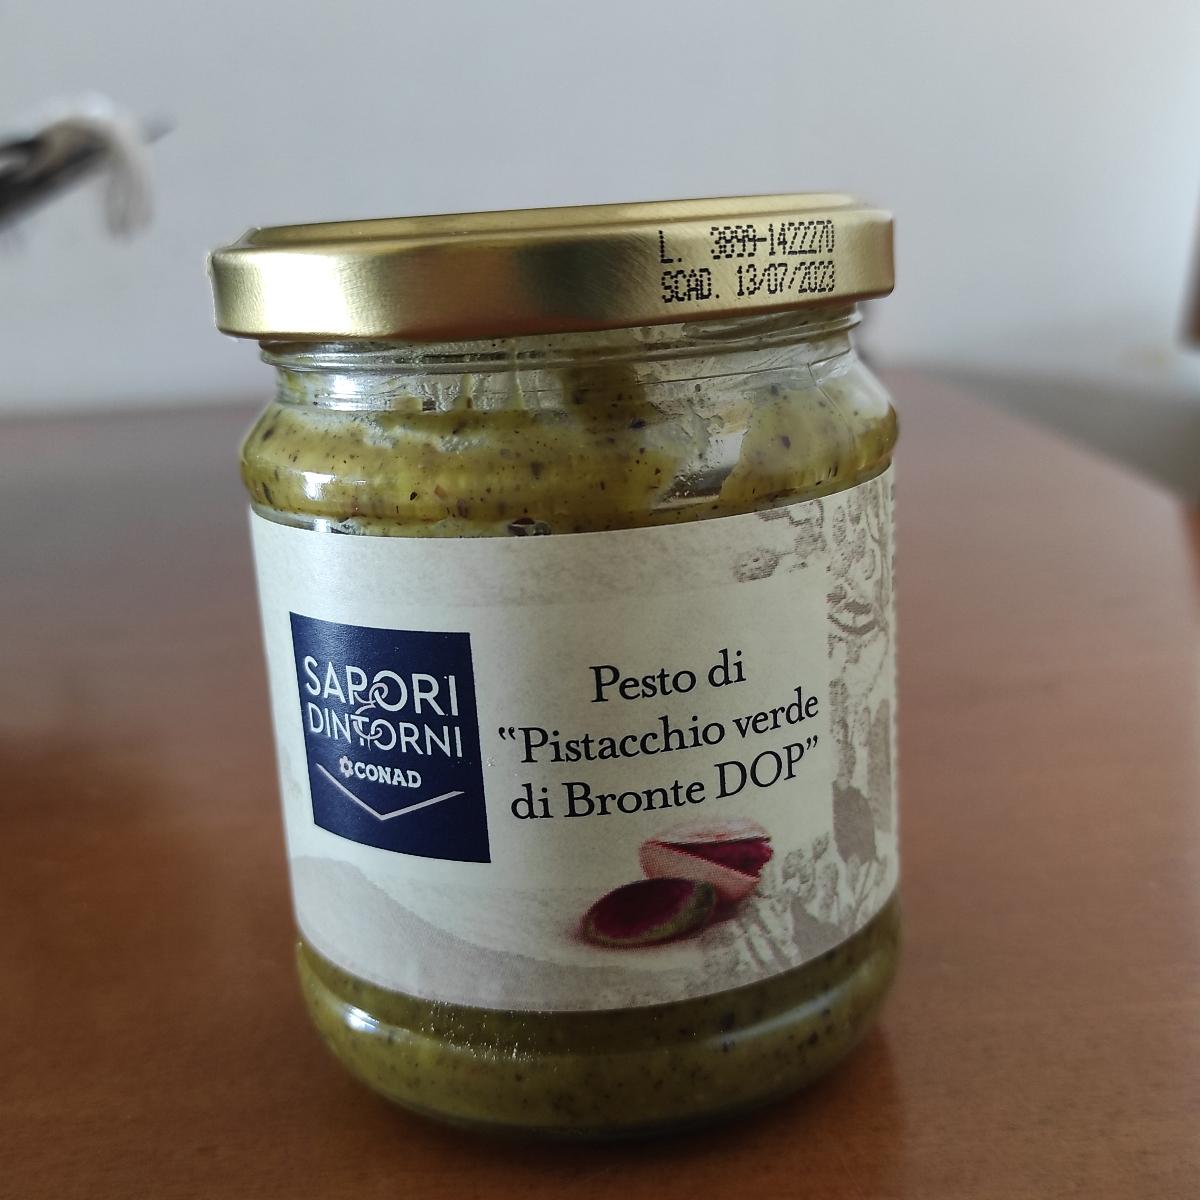 L. 3899-1422270
SCAD. 13/07/2023
SAPORI
&
DINTORNI
CONAD
Pesto di
“Pistacchio verde
di Bronte DOP”